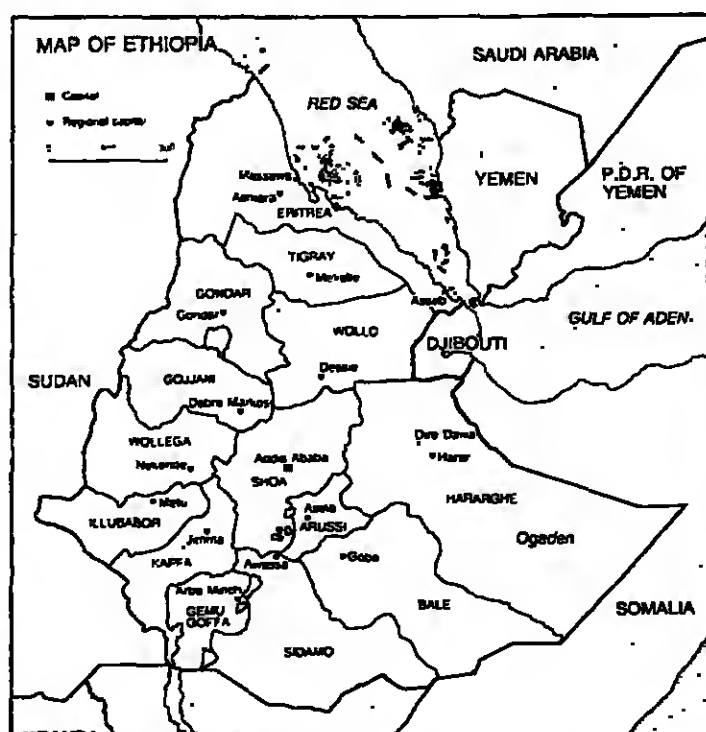 MAP OF ETHIOPIA
SAUDI ARABIA
Capital
RED SEA
Regional capital
Massawa
YEMEN
P.D.R. OF
YEMEN
Asmara
ERITREA
TIGRAY
Mekelle
GONDAR
Gondar
Assab
WOLLO
GULF OF ADEN
DJIBOUTI
SUDAN
GOJJAM
Dessie
Debre Markos
WOLLEGA
Dire Dawa
Addis Ababa
Harar
Nekemte
SHOA
Metu
Assela
HARARGHE
ILLUBABOR
ARUSSI
Jimma
Ogaden
KAFFA
Awassa
Goba
Arba Minch
BALE
SOMALIA
GEMU
GOFFA
SIDAMO